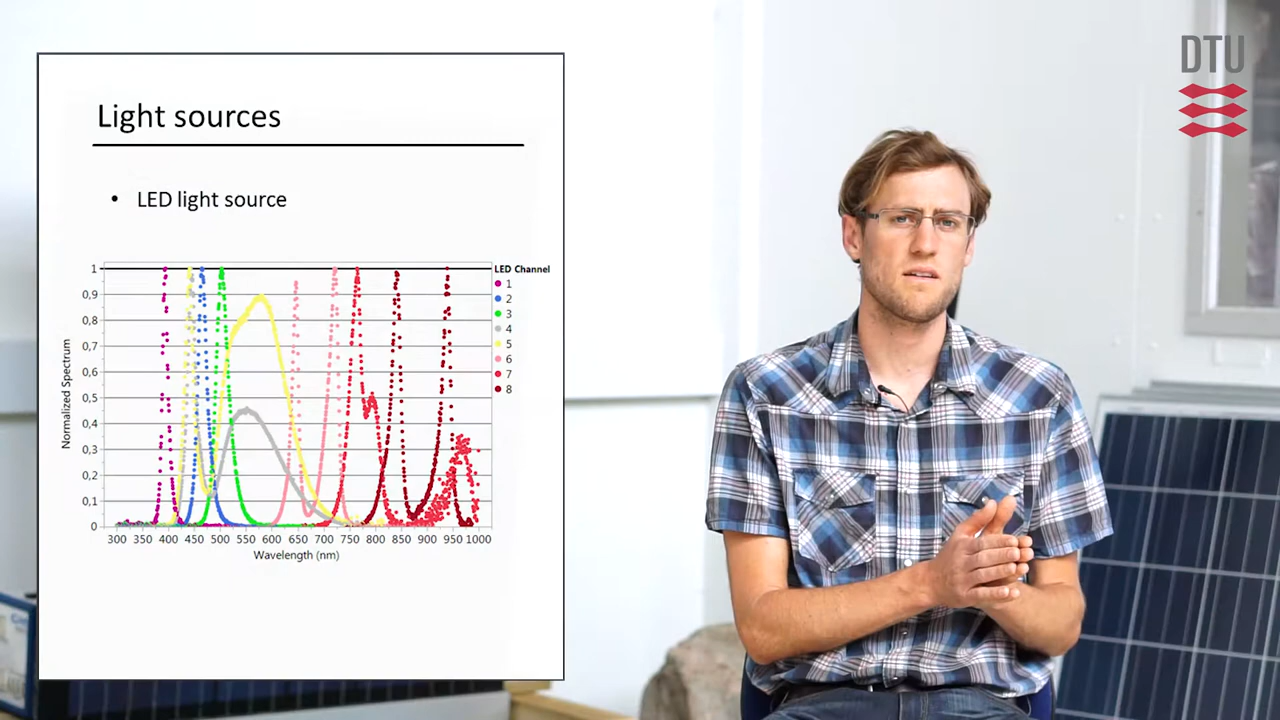 Light sources
• LED light source
LED Channel
1
2
3
4
5
6
7
8
Normalized Spectrum
1
0,9
0,8
0,7
0,6
0,5
0,4
0,3
0,2
0,1
0
300 350 400 450 500 550 600 650 700 750 800 850 900 950 1000
Wavelength (nm)
DTU